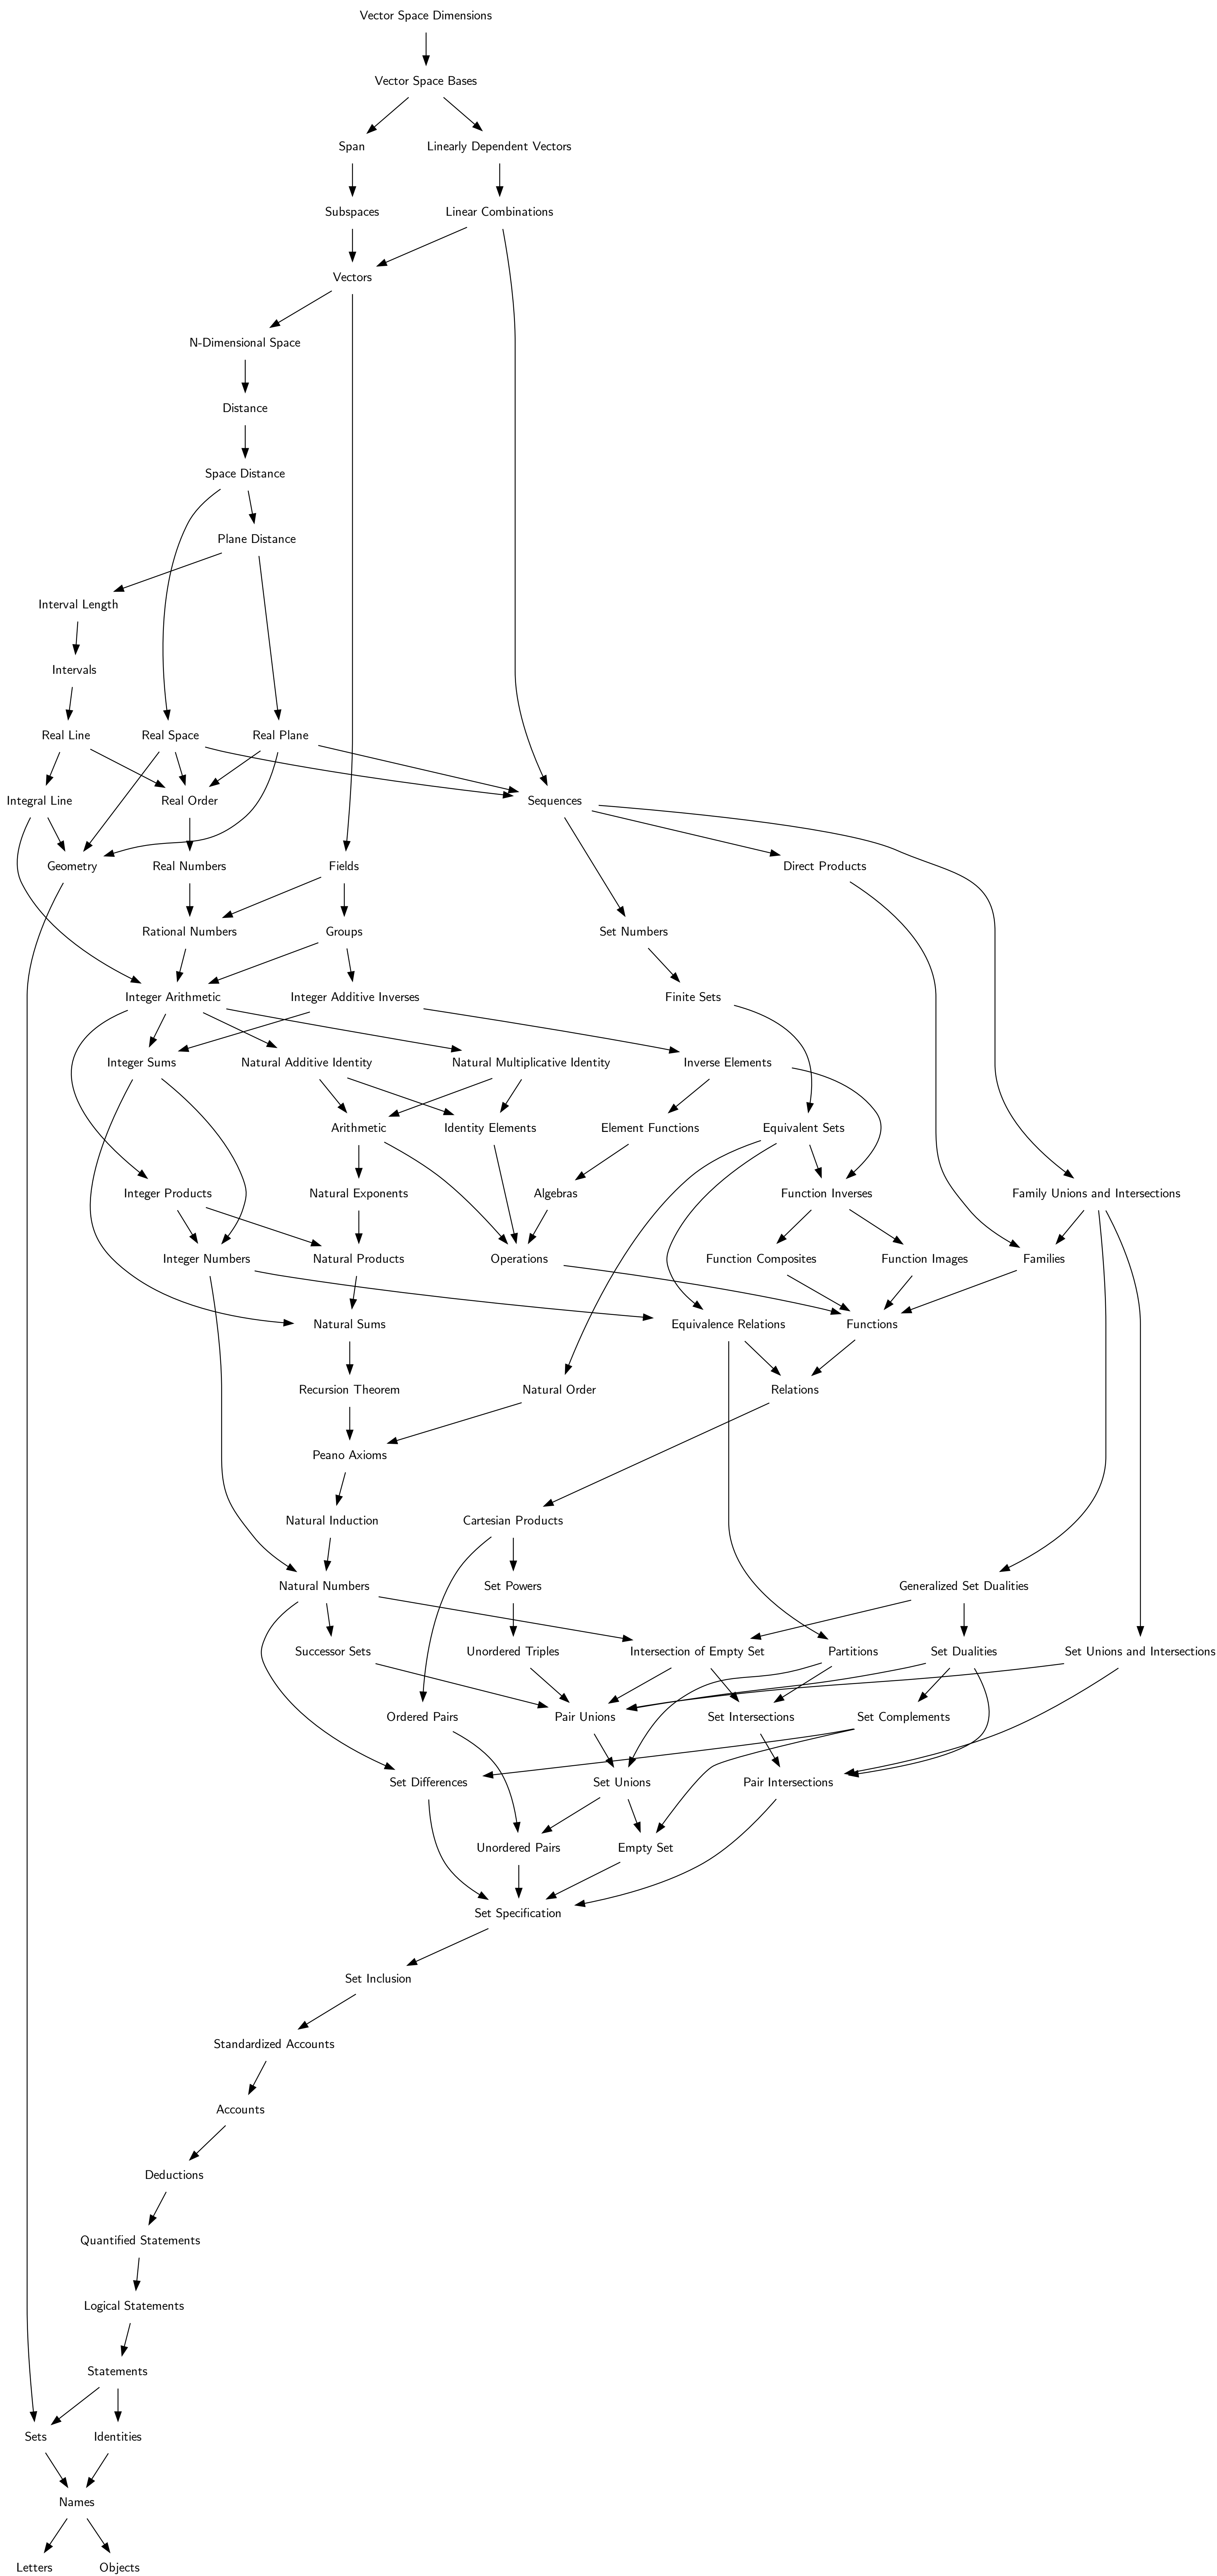 Vector Space Dimensions
Vector Space Bases
Span
Linearly Dependent Vectors
Subspaces
Linear Combinations
Vectors
N-Dimensional Space
Distance
Space Distance
Plane Distance
Interval Length
Intervals
Real Line
Real Space
Real Plane
Integral Line
Real Order
Sequences
Geometry
Real Numbers
Fields
Direct Products
Rational Numbers
Groups
Set Numbers
Integer Arithmetic
Integer Additive Inverses
Finite Sets
Integer Sums
Natural Additive Identity
Natural Multiplicative Identity
Inverse Elements
Arithmetic
Identity Elements
Element Functions
Equivalent Sets
Integer Products
Natural Exponents
Algebras
Function Inverses
Family Unions and Intersections
Integer Numbers
Natural Products
Operations
Function Composites
Function Images
Families
Natural Sums
Equivalence Relations
Functions
Recursion Theorem
Natural Order
Relations
Peano Axioms
Natural Induction
Cartesian Products
Natural Numbers
Set Powers
Generalized Set Dualities
Successor Sets
Unordered Triples
Intersection of Empty Set
Partitions
Set Dualities
Set Unions and Intersections
Ordered Pairs
Pair Unions
Set Intersections
Set Complements
Set Differences
Set Unions
Pair Intersections
Unordered Pairs
Empty Set
Set Specification
Set Inclusion
Standardized Accounts
Accounts
Deductions
Quantified Statements
Logical Statements
Statements
Sets
Identities
Names
Letters
Objects